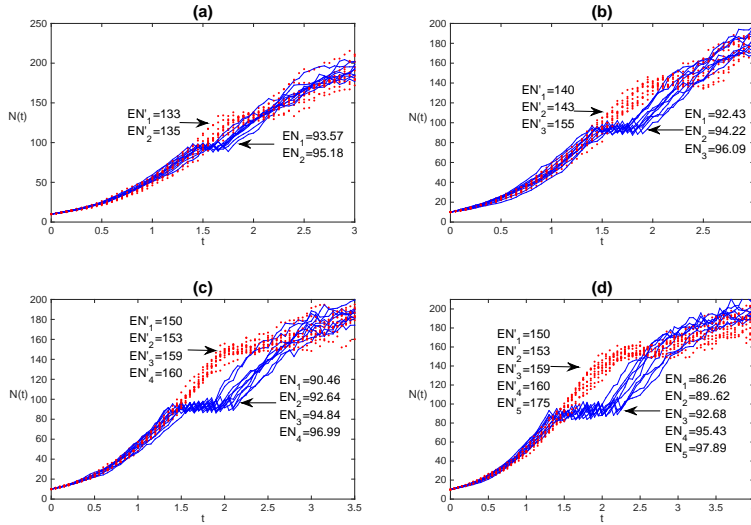 (a)
250
200
150
100
50
0
N(t)
EN'1=133
EN'2=135
EN1=93.57
EN2=95.18
0 0.5 1 1.5 2 2.5 3
t
(b)
200
180
160
140
120
100
80
60
40
20
0
N(t)
EN'1=140
EN'2=143
EN'3=155
EN1=92.43
EN2=94.22
EN3=96.09
0 0.5 1 1.5 2 2.5
t
(c)
200
180
160
140
120
100
80
60
40
20
0
N(t)
EN'1=150
EN'2=153
EN'3=159
EN'4=160
EN1=90.46
EN2=92.64
EN3=94.84
EN4=96.99
0 0.5 1 1.5 2 2.5 3 3.5
t
(d)
200
150
100
50
0
N(t)
EN'1=150
EN'2=153
EN'3=159
EN'4=160
EN'5=175
EN1=86.26
EN2=89.62
EN3=92.68
EN4=95.43
EN5=97.89
0 0.5 1 1.5 2 2.5 3 3.5
t